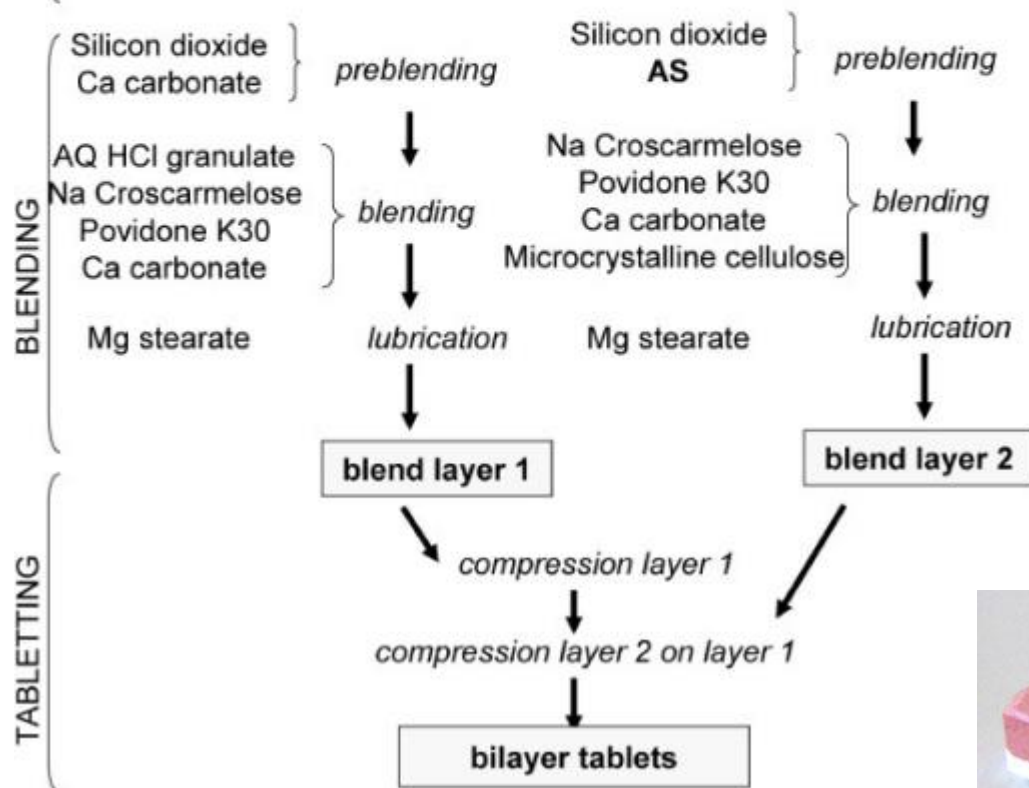 BLENDING
Silicon dioxide
Ca carbonate
preblending
AQ HCl granulate
Na Croscarmelose
Povidone K30
Ca carbonate
blending
Mg stearate
lubrication
blend layer 1
Silicon dioxide
AS
preblending
Na Croscarmelose
Povidone K30
Ca carbonate
Microcrystalline cellulose
blending
Mg stearate
lubrication
blend layer 2
TABLETTING
compression layer 1
compression layer 2 on layer 1
bilayer tablets